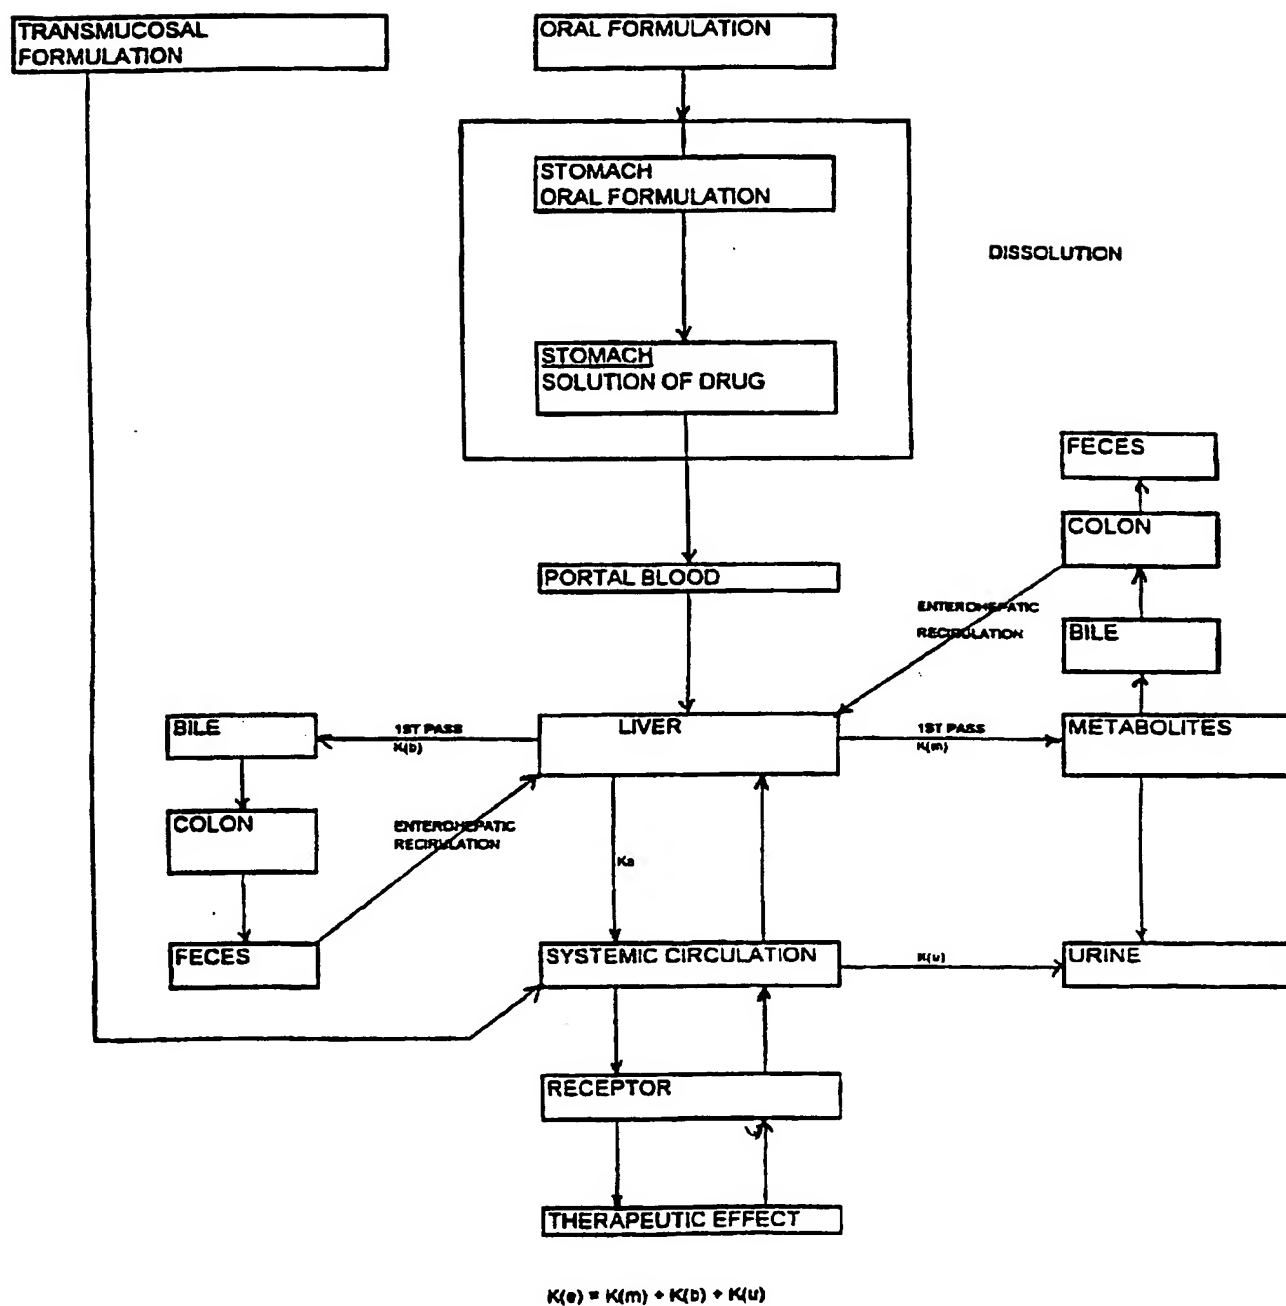 TRANSMUCOSAL
FORMULATION
ORAL FORMULATION
STOMACH
ORAL FORMULATION
DISSOLUTION
STOMACH
SOLUTION OF DRUG
FECES
COLON
PORTAL BLOOD
ENTEROHEPATIC
RECIRULATION
BILE
BILE
1ST PASS
K(b)
LIVER
1ST PASS
K(m)
METABOLITES
COLON
ENTEROHEPATIC
RECIRULATION
Ka
FECES
SYSTEMIC CIRCULATION
K(u)
URINE
RECEPTOR
THERAPEUTIC EFFECT
K(e) = K(m) + K(b) + K(u)